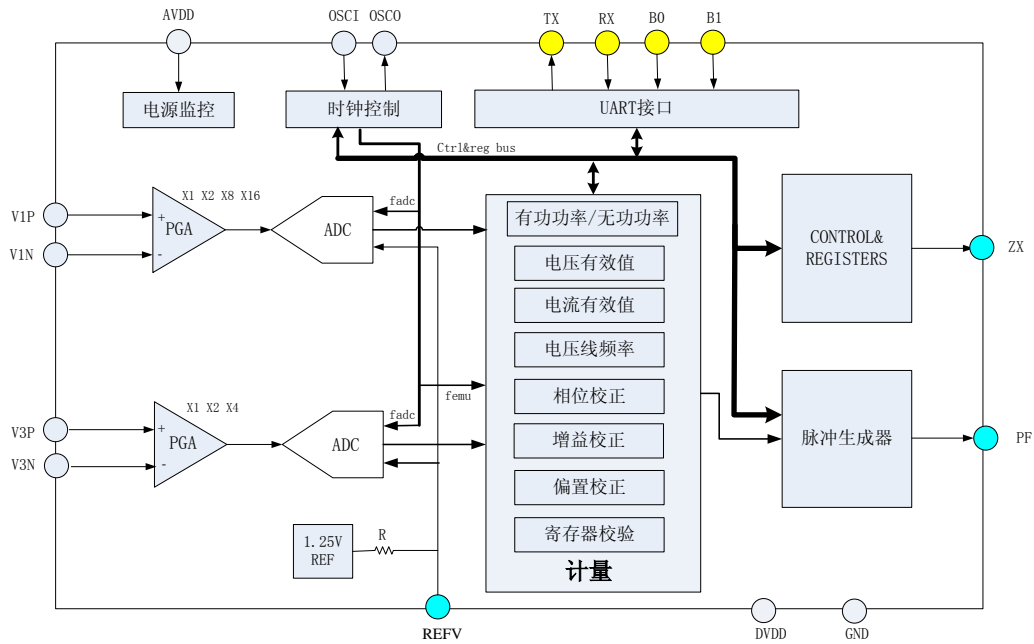 AVDD
OSCI OSCO
TX
RX
B0
B1
电源监控
时钟控制
UART接口
Ctrl&reg bus
X1 X2 X8 X16
V1P
V1N
+
-
PGA
ADC
fadc
有功功率/无功功率
电压有效值
电流有效值
电压线频率
相位校正
增益校正
偏置校正
寄存器校验
计量
CONTROL&
REGISTERS
ZX
femu
X1 X2 X4
V3P
V3N
+
-
PGA
ADC
fadc
脉冲生成器
PF
1.25V
REF
R
REFV
DVDD
GND